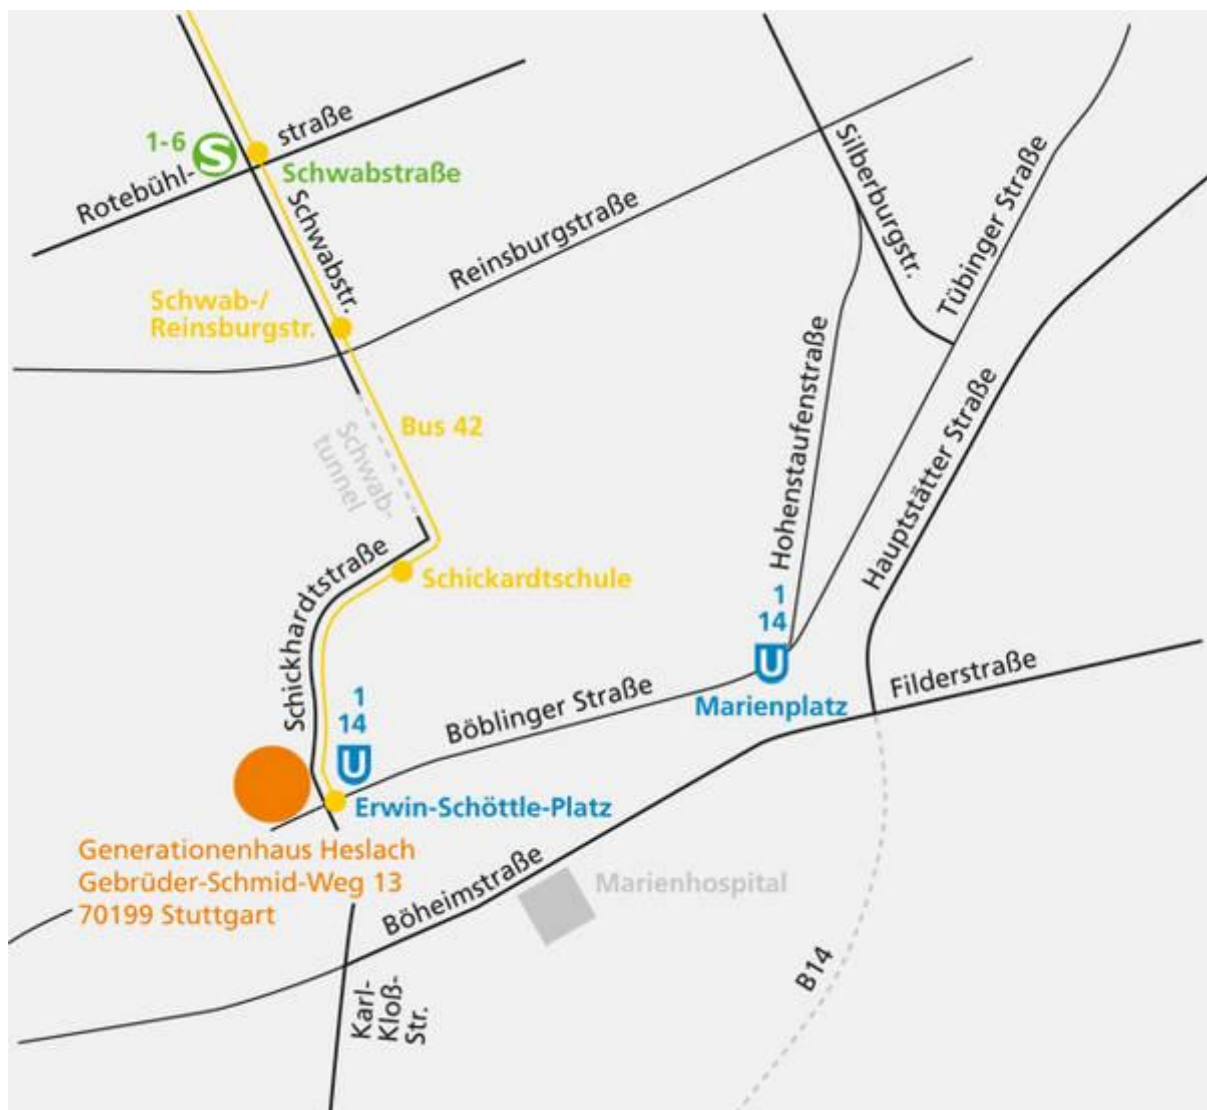 1-6
S
straße
Rotebühl-
Schwabstraße
Schwabstr.
Reinsburgstraße
Silberburgstr.
Tübinger Straße
Schwab-/
Reinsburgstr.
Hohenstaufenstraße
Hauptstätter Straße
Bus 42
Schwab-
tunnel
Schickhardtstraße
Schickardtschule
1
14
U
Marienplatz
Filderstraße
Böblinger Straße
1
14
U
Erwin-Schöttle-Platz
Generationenhaus Heslach
Gebrüder-Schmid-Weg 13
70199 Stuttgart
Böheimstraße
Marienhospital
B14
Karl-
Kloß-
Str.